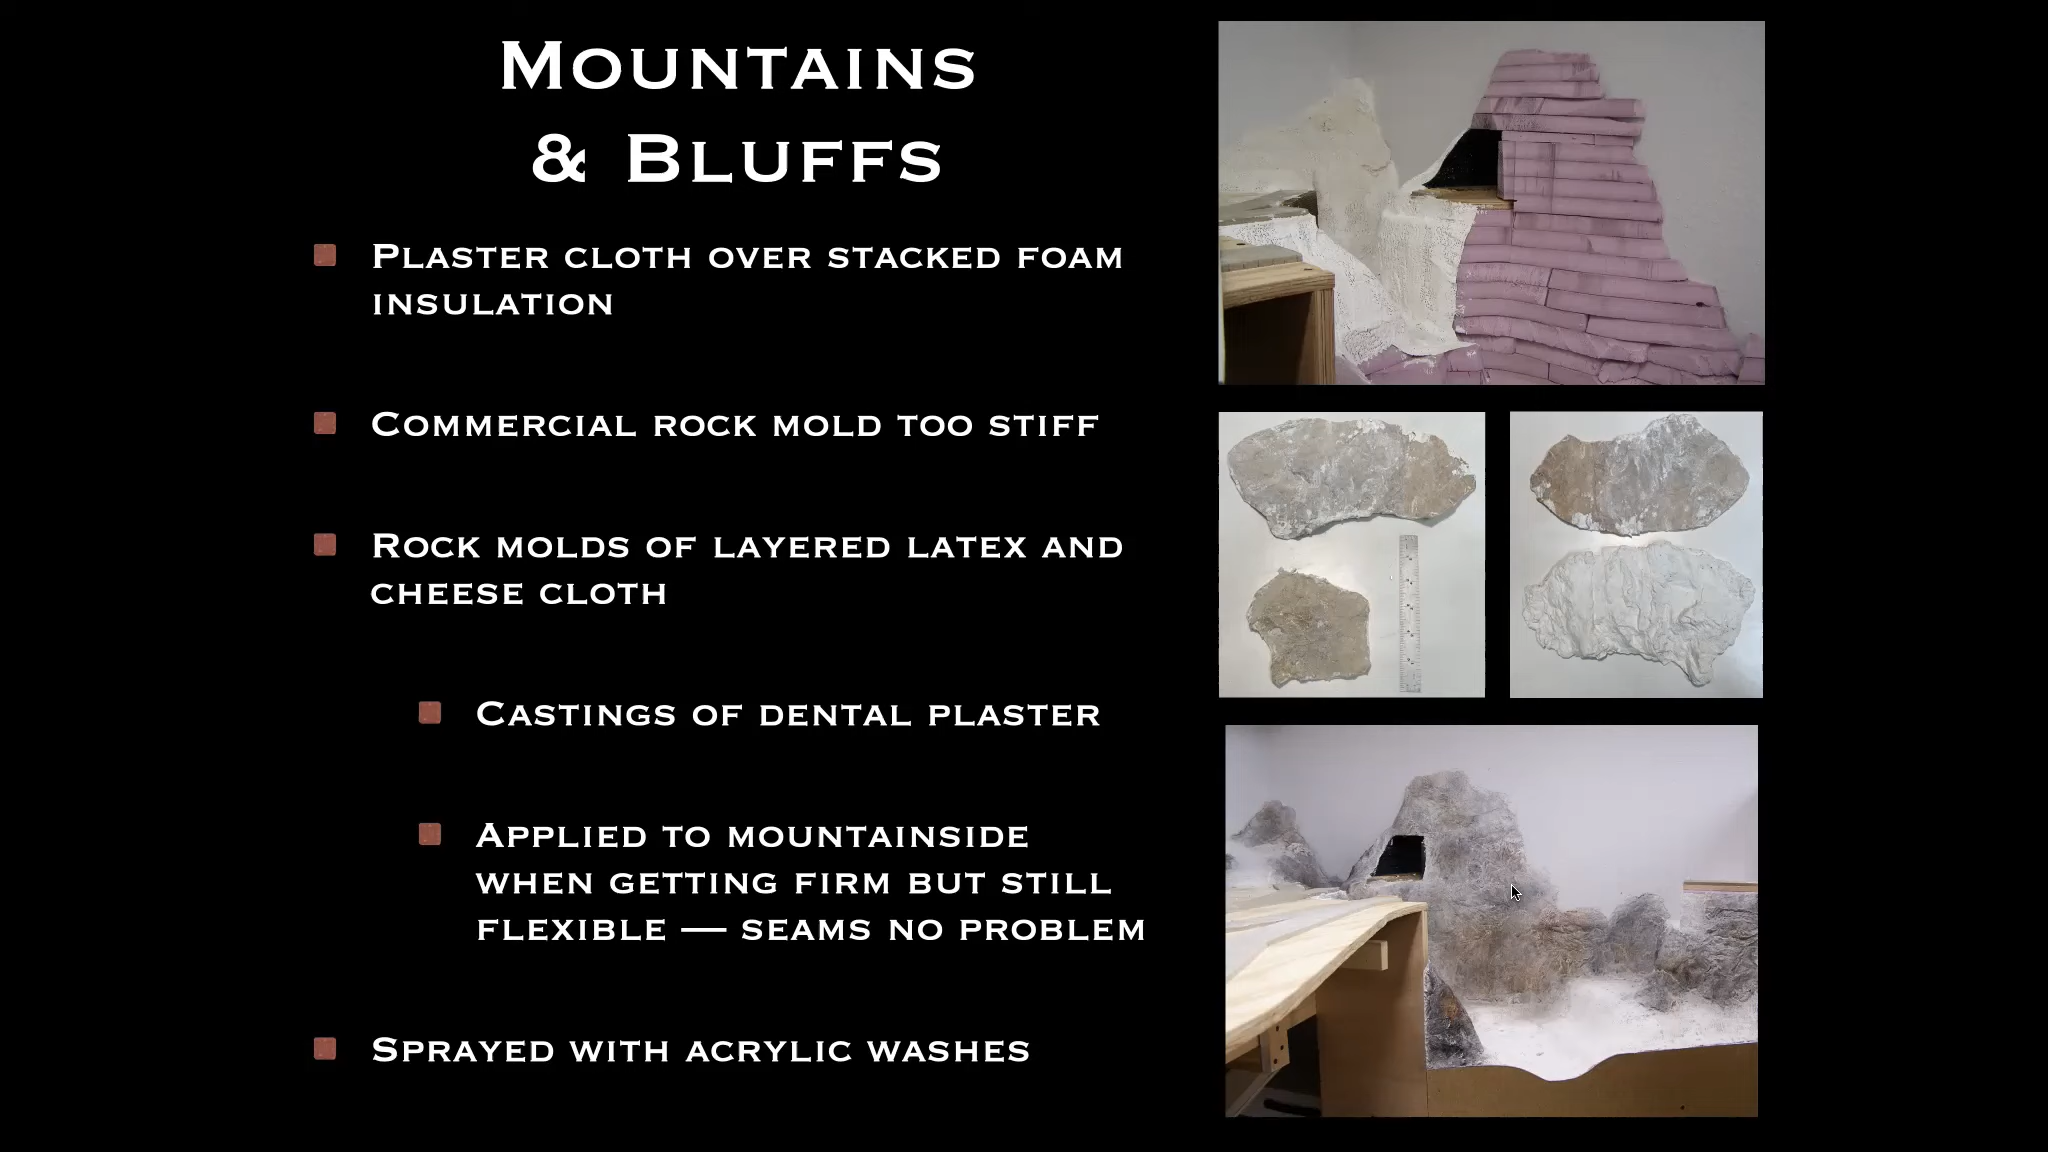 Mountains
& Bluffs
Plaster cloth over stacked foam
insulation
Commercial rock mold too stiff
Rock molds of layered latex and
cheese cloth
Castings of dental plaster
Applied to mountainside
when getting firm but still
flexible — seams no problem
Sprayed with acrylic washes